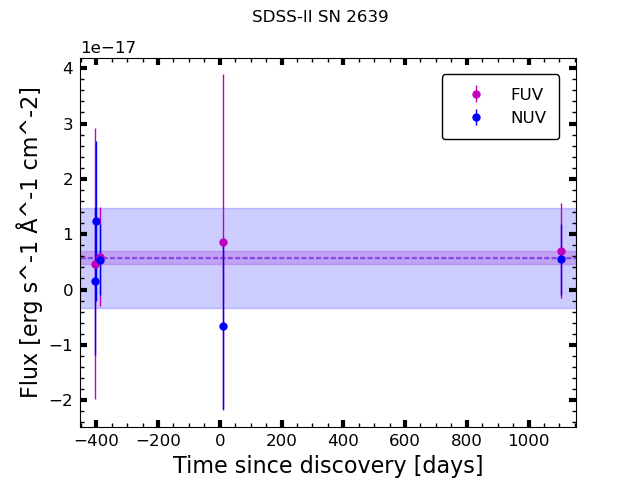 SDSS-II SN 2639
1e−17
4
3
2
1
0
−1
−2
Flux [erg s^-1 Å^-1 cm^-2]
FUV
NUV
−400 −200 0 200 400 600 800 1000
Time since discovery [days]